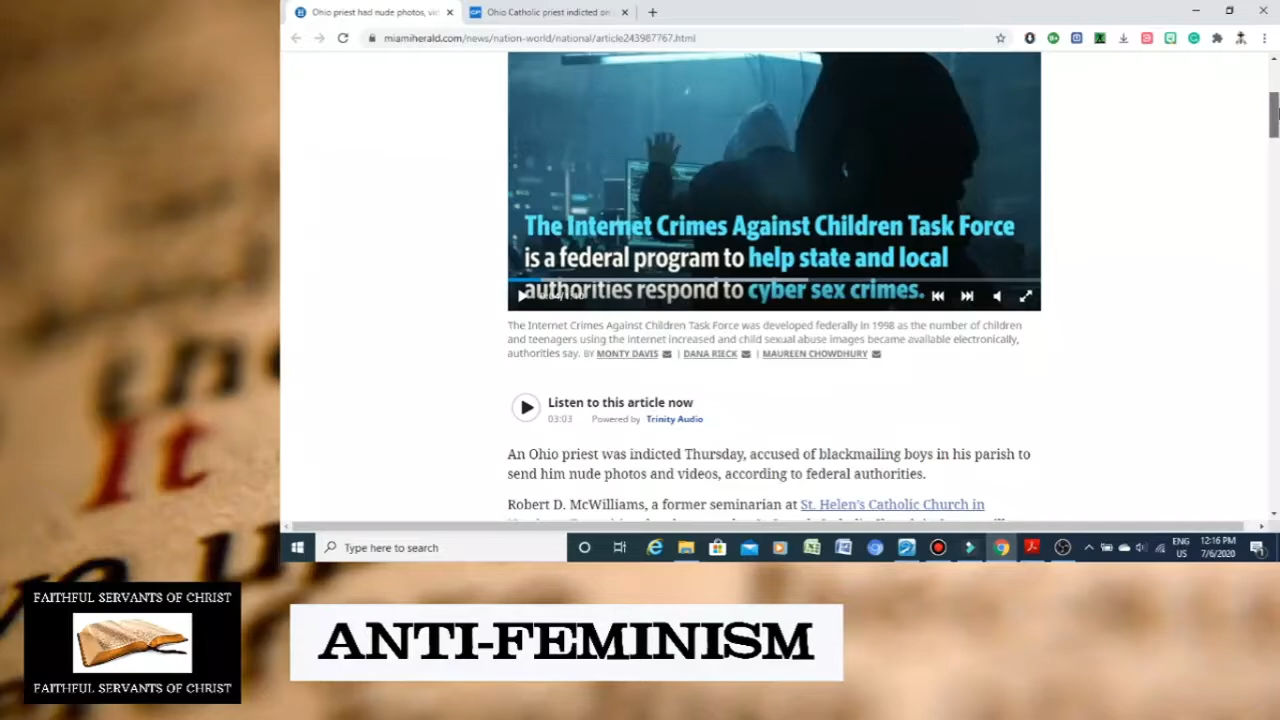 Ohio priest had nude photos, vi
Ohio Catholic priest indicted on
miamiherald.com/news/nation-world/national/article243987767.html
The Internet Crimes Against Children Task Force
is a federal program to help state and local
authorities respond to cyber sex crimes.
The Internet Crimes Against Children Task Force was developed federally in 1998 as the number of children
and teenagers using the internet increased and child sexual abuse images became available electronically,
authorities say. BY MONTY DAVIS | DANA RIECK | MAUREEN CHOWDHURY
Listen to this article now
03:03 Powered by Trinity Audio
An Ohio priest was indicted Thursday, accused of blackmailing boys in his parish to
send him nude photos and videos, according to federal authorities.
Robert D. McWilliams, a former seminarian at St. Helen's Catholic Church in
Type here to search
ENG
US
12:16 PM
7/6/2020
the
It
FAITHFUL SERVANTS OF CHRIST
FAITHFUL SERVANTS OF CHRIST
ANTI-FEMINISM